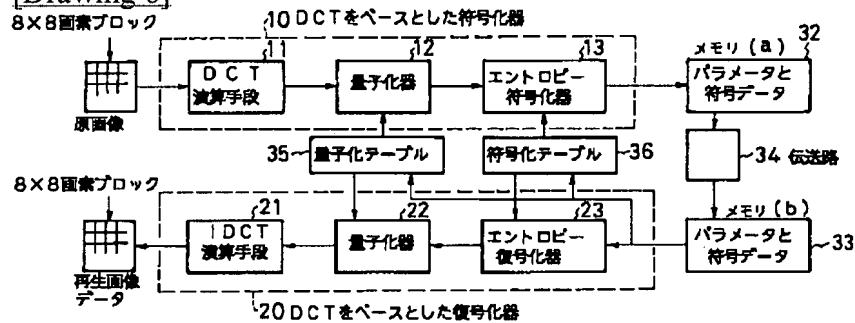 [Drawing 6]
10 DCTをベースとした符号化器
8×8画素ブロック
原画像
11
DCT
演算手段
12
量子化器
13
エントロピー
符号化器
メモリ(a) 32
パラメータと
符号データ
35 量子化テーブル
符号化テーブル 36
34 伝送路
8×8画素ブロック
再生画像
データ
21
IDCT
演算手段
22
量子化器
23
エントロピー
復号化器
メモリ(b)
パラメータと
符号データ
33
20 DCTをベースとした復号化器